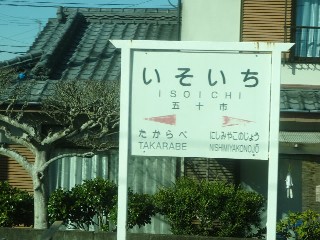 いそいち
ISOICHI
五十市
たからべ
にしみやこのじょう
TAKARABE
NISHIMIYAKONOJŌ